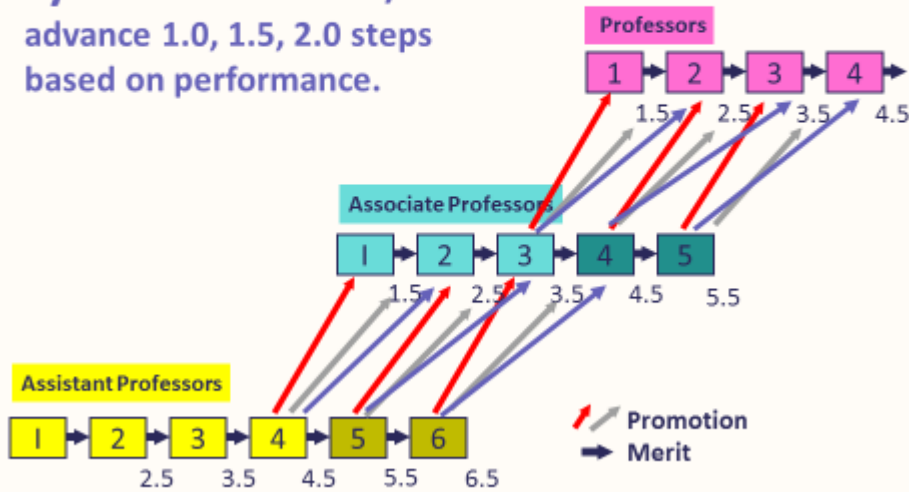 advance 1.0, 1.5, 2.0 steps
based on performance.
Professors
1 2 3 4
1.5 2.5 3.5 4.5
Associate Professors
I 2 3 4 5
1.5 2.5 3.5 4.5 5.5
Assistant Professors
I 2 3 4 5 6
2.5 3.5 4.5 5.5 6.5
Promotion
Merit